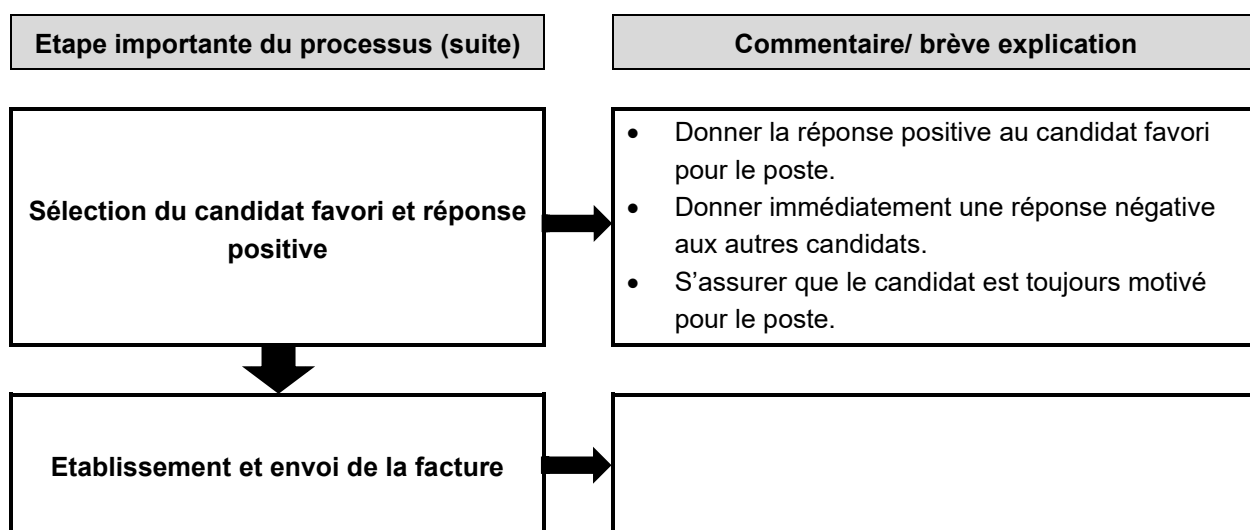 Etape importante du processus (suite)
Commentaire/ brève explication
Sélection du candidat favori et réponse
positive
• Donner la réponse positive au candidat favori
pour le poste.
• Donner immédiatement une réponse négative
aux autres candidats.
• S’assurer que le candidat est toujours motivé
pour le poste.
Etablissement et envoi de la facture